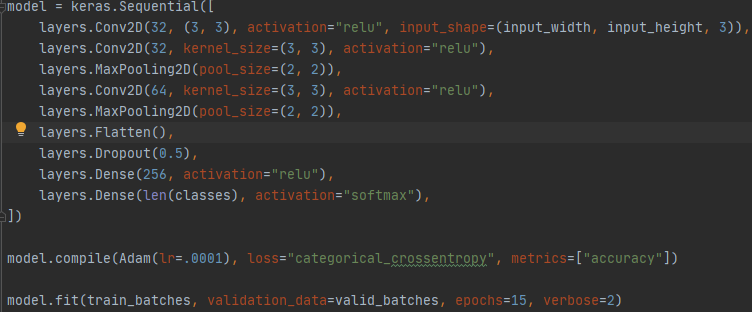 model = keras.Sequential([
    layers.Conv2D(32, (3, 3), activation="relu", input_shape=(input_width, input_height, 3)),
    layers.Conv2D(32, kernel_size=(3, 3), activation="relu"),
    layers.MaxPooling2D(pool_size=(2, 2)),
    layers.Conv2D(64, kernel_size=(3, 3), activation="relu"),
    layers.MaxPooling2D(pool_size=(2, 2)),
    layers.Flatten(),
    layers.Dropout(0.5),
    layers.Dense(256, activation="relu"),
    layers.Dense(len(classes), activation="softmax"),
])
model.compile(Adam(lr=.0001), loss="categorical_crossentropy", metrics=["accuracy"])
model.fit(train_batches, validation_data=valid_batches, epochs=15, verbose=2)